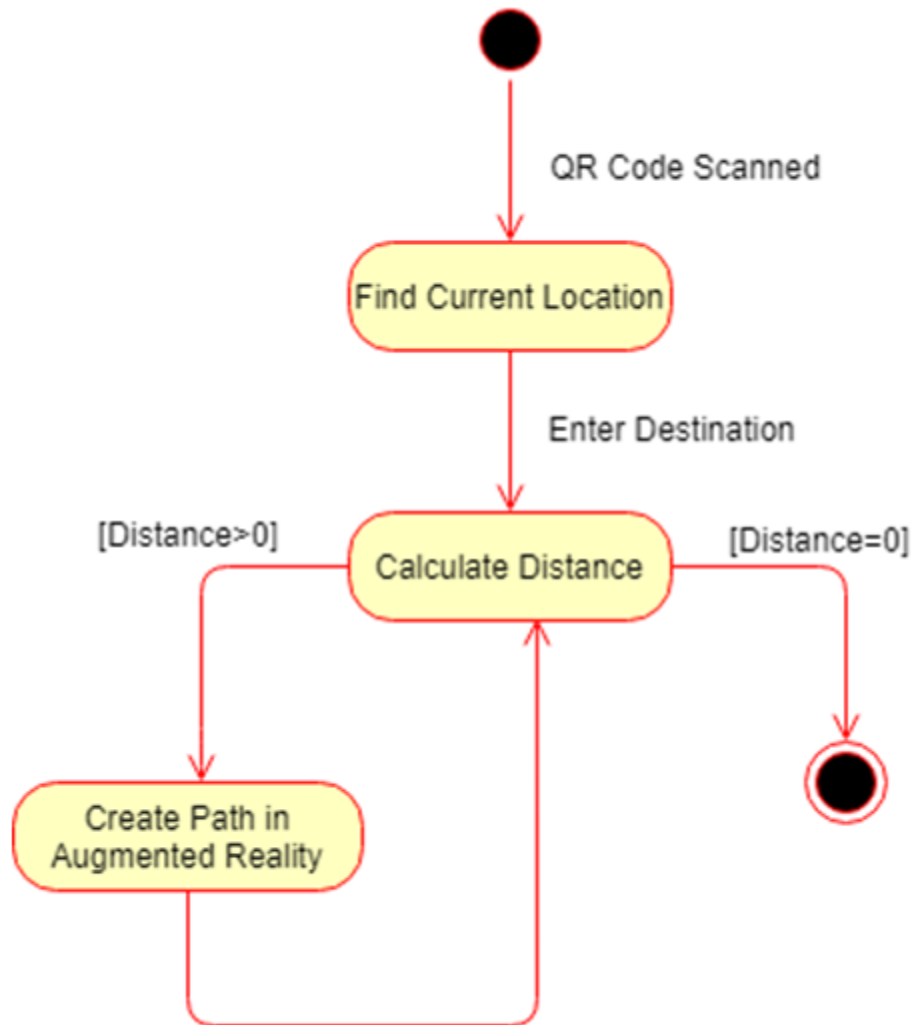 QR Code Scanned
Find Current Location
Enter Destination
[Distance>0]
[Distance=0]
Calculate Distance
Create Path in
Augmented Reality